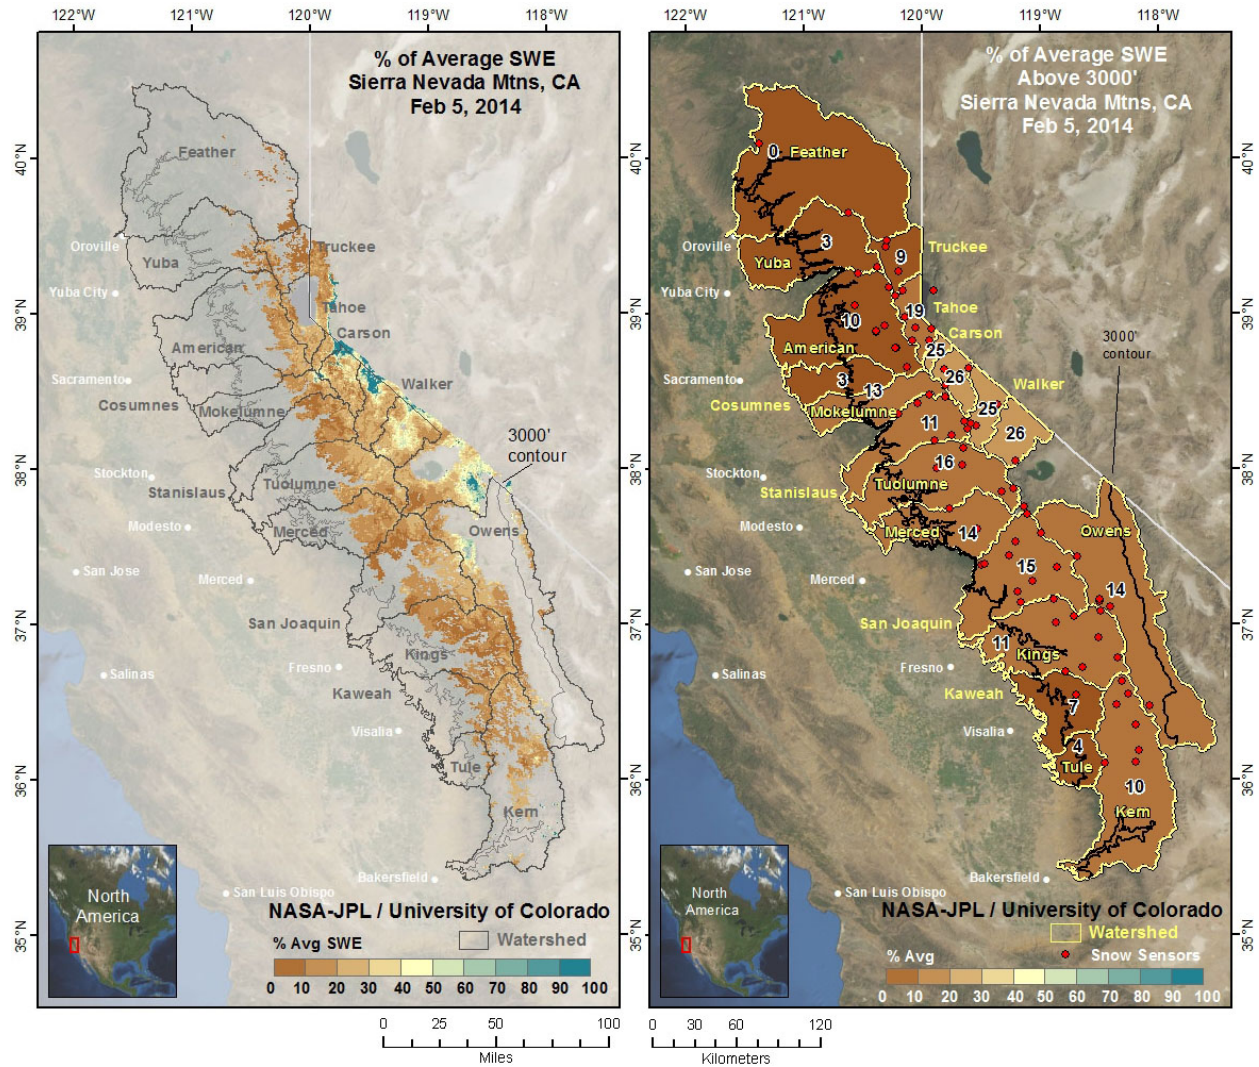 122°W 121°W 120°W 119°W 118°W
% of Average SWE
Sierra Nevada Mtns, CA
Feb 5, 2014
40°N
39°N
38°N
37°N
36°N
35°N
Feather
Truckee
Oroville
Yuba
Yuba City
Tahoe
Carson
American
Sacramento
Walker
Cosumnes
Mokelumne
3000'
contour
Stockton
Stanislaus
Tuolumne
Modesto
Merced
Owens
San Jose
Merced
San Joaquin
Salinas
Fresno
Kings
Kaweah
Visalia
Tule
Kern
Bakersfield
San Luis Obispo
North
America
NASA-JPL / University of Colorado
% Avg SWE
Watershed
0 10 20 30 40 50 60 70 80 90 100
0 25 50 100
Miles
122°W 121°W 120°W 119°W 118°W
% of Average SWE
Above 3000'
Sierra Nevada Mtns, CA
Feb 5, 2014
40°N
39°N
38°N
37°N
36°N
35°N
0
Feather
Oroville
3
Truckee
9
Yuba
Yuba City
19
Tahoe
10
Carson
American
25
3000'
contour
Sacramento
3
26
Walker
Cosumnes
13
Mokelumne
25
11
26
Stockton
16
Stanislaus
Tuolumne
Modesto
Merced
14
Owens
San Jose
Merced
15
14
San Joaquin
11
Salinas
Fresno
Kings
Kaweah
7
Visalia
4
Tule
10
Kern
Bakersfield
San Luis Obispo
North
America
NASA-JPL / University of Colorado
Watershed
% Avg
Snow Sensors
0 10 20 30 40 50 60 70 80 90 100
0 30 60 120
Kilometers